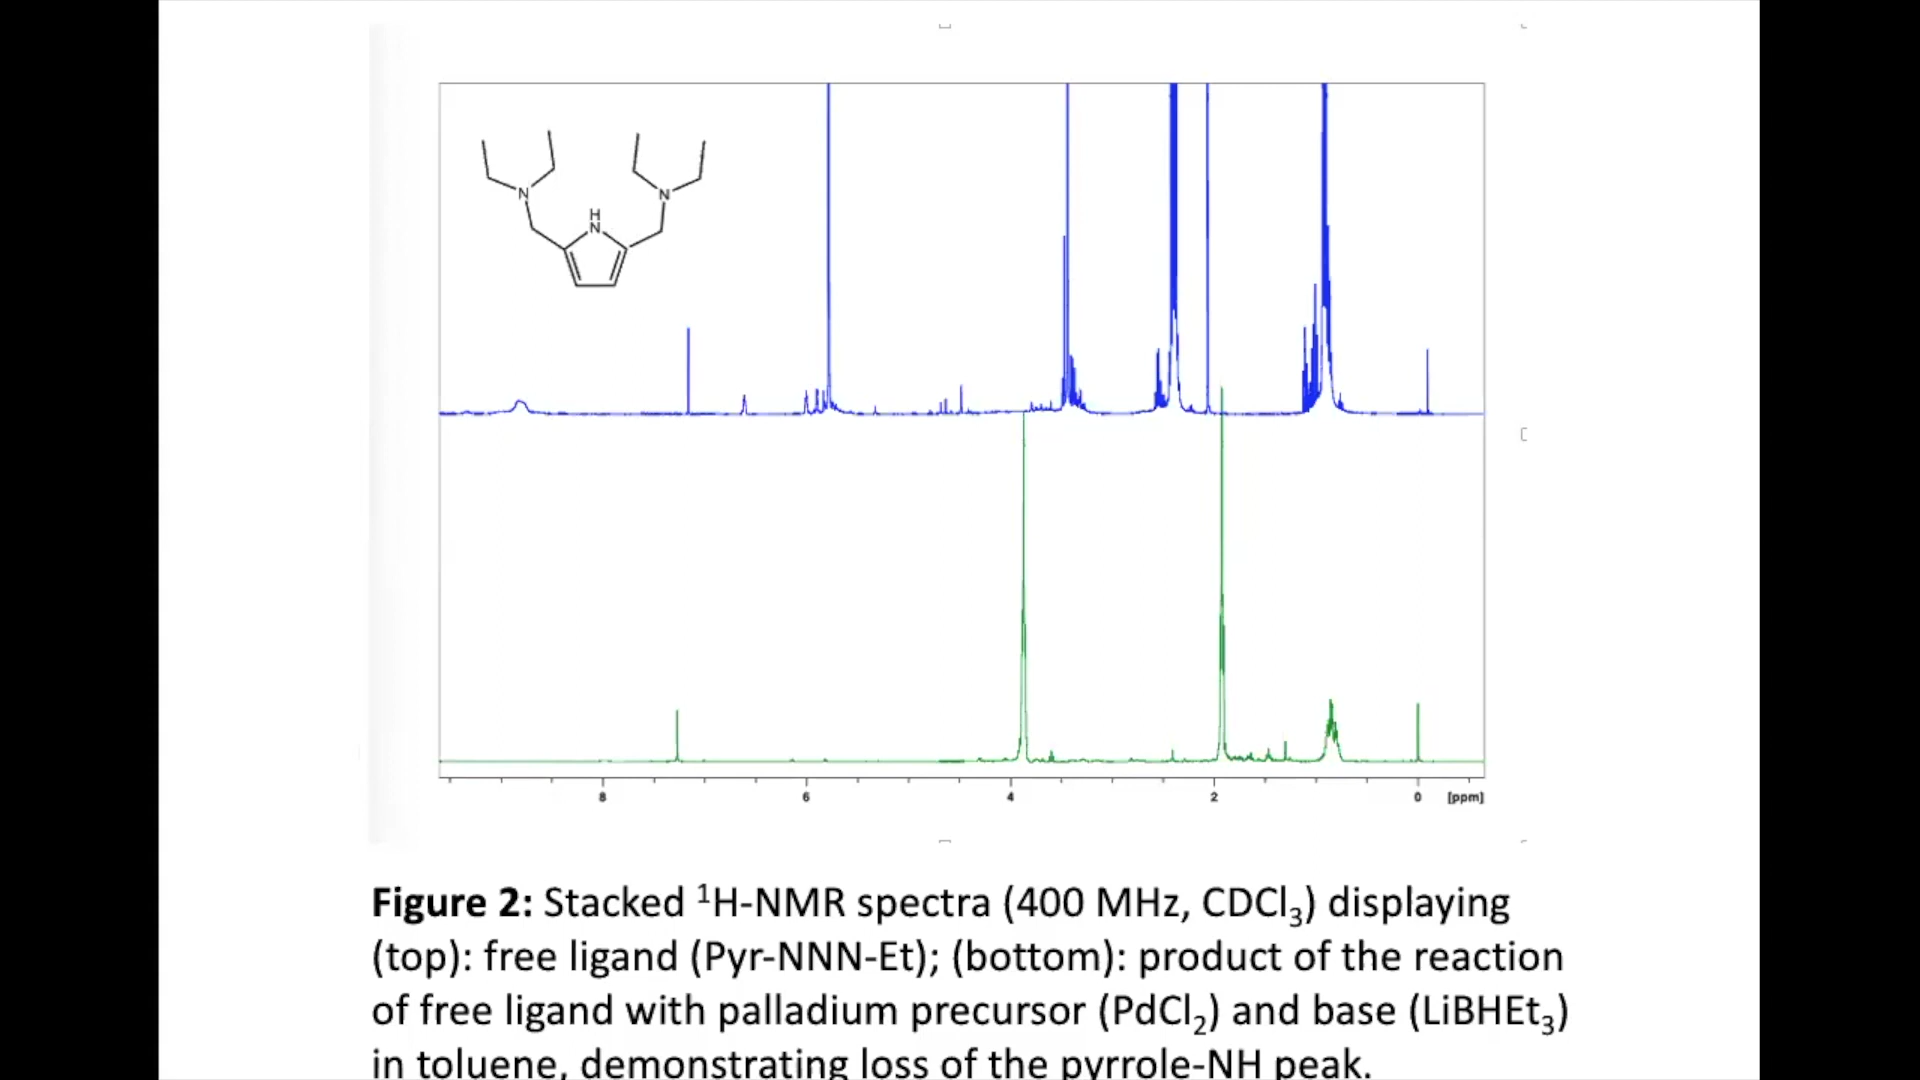 N
N
H
N
8
6
4
2
0
[ppm]
Figure 2: Stacked ¹H-NMR spectra (400 MHz, CDCl₃) displaying
(top): free ligand (Pyr-NNN-Et); (bottom): product of the reaction
of free ligand with palladium precursor (PdCl₂) and base (LiBHEt₃)
in toluene, demonstrating loss of the pyrrole-NH peak.